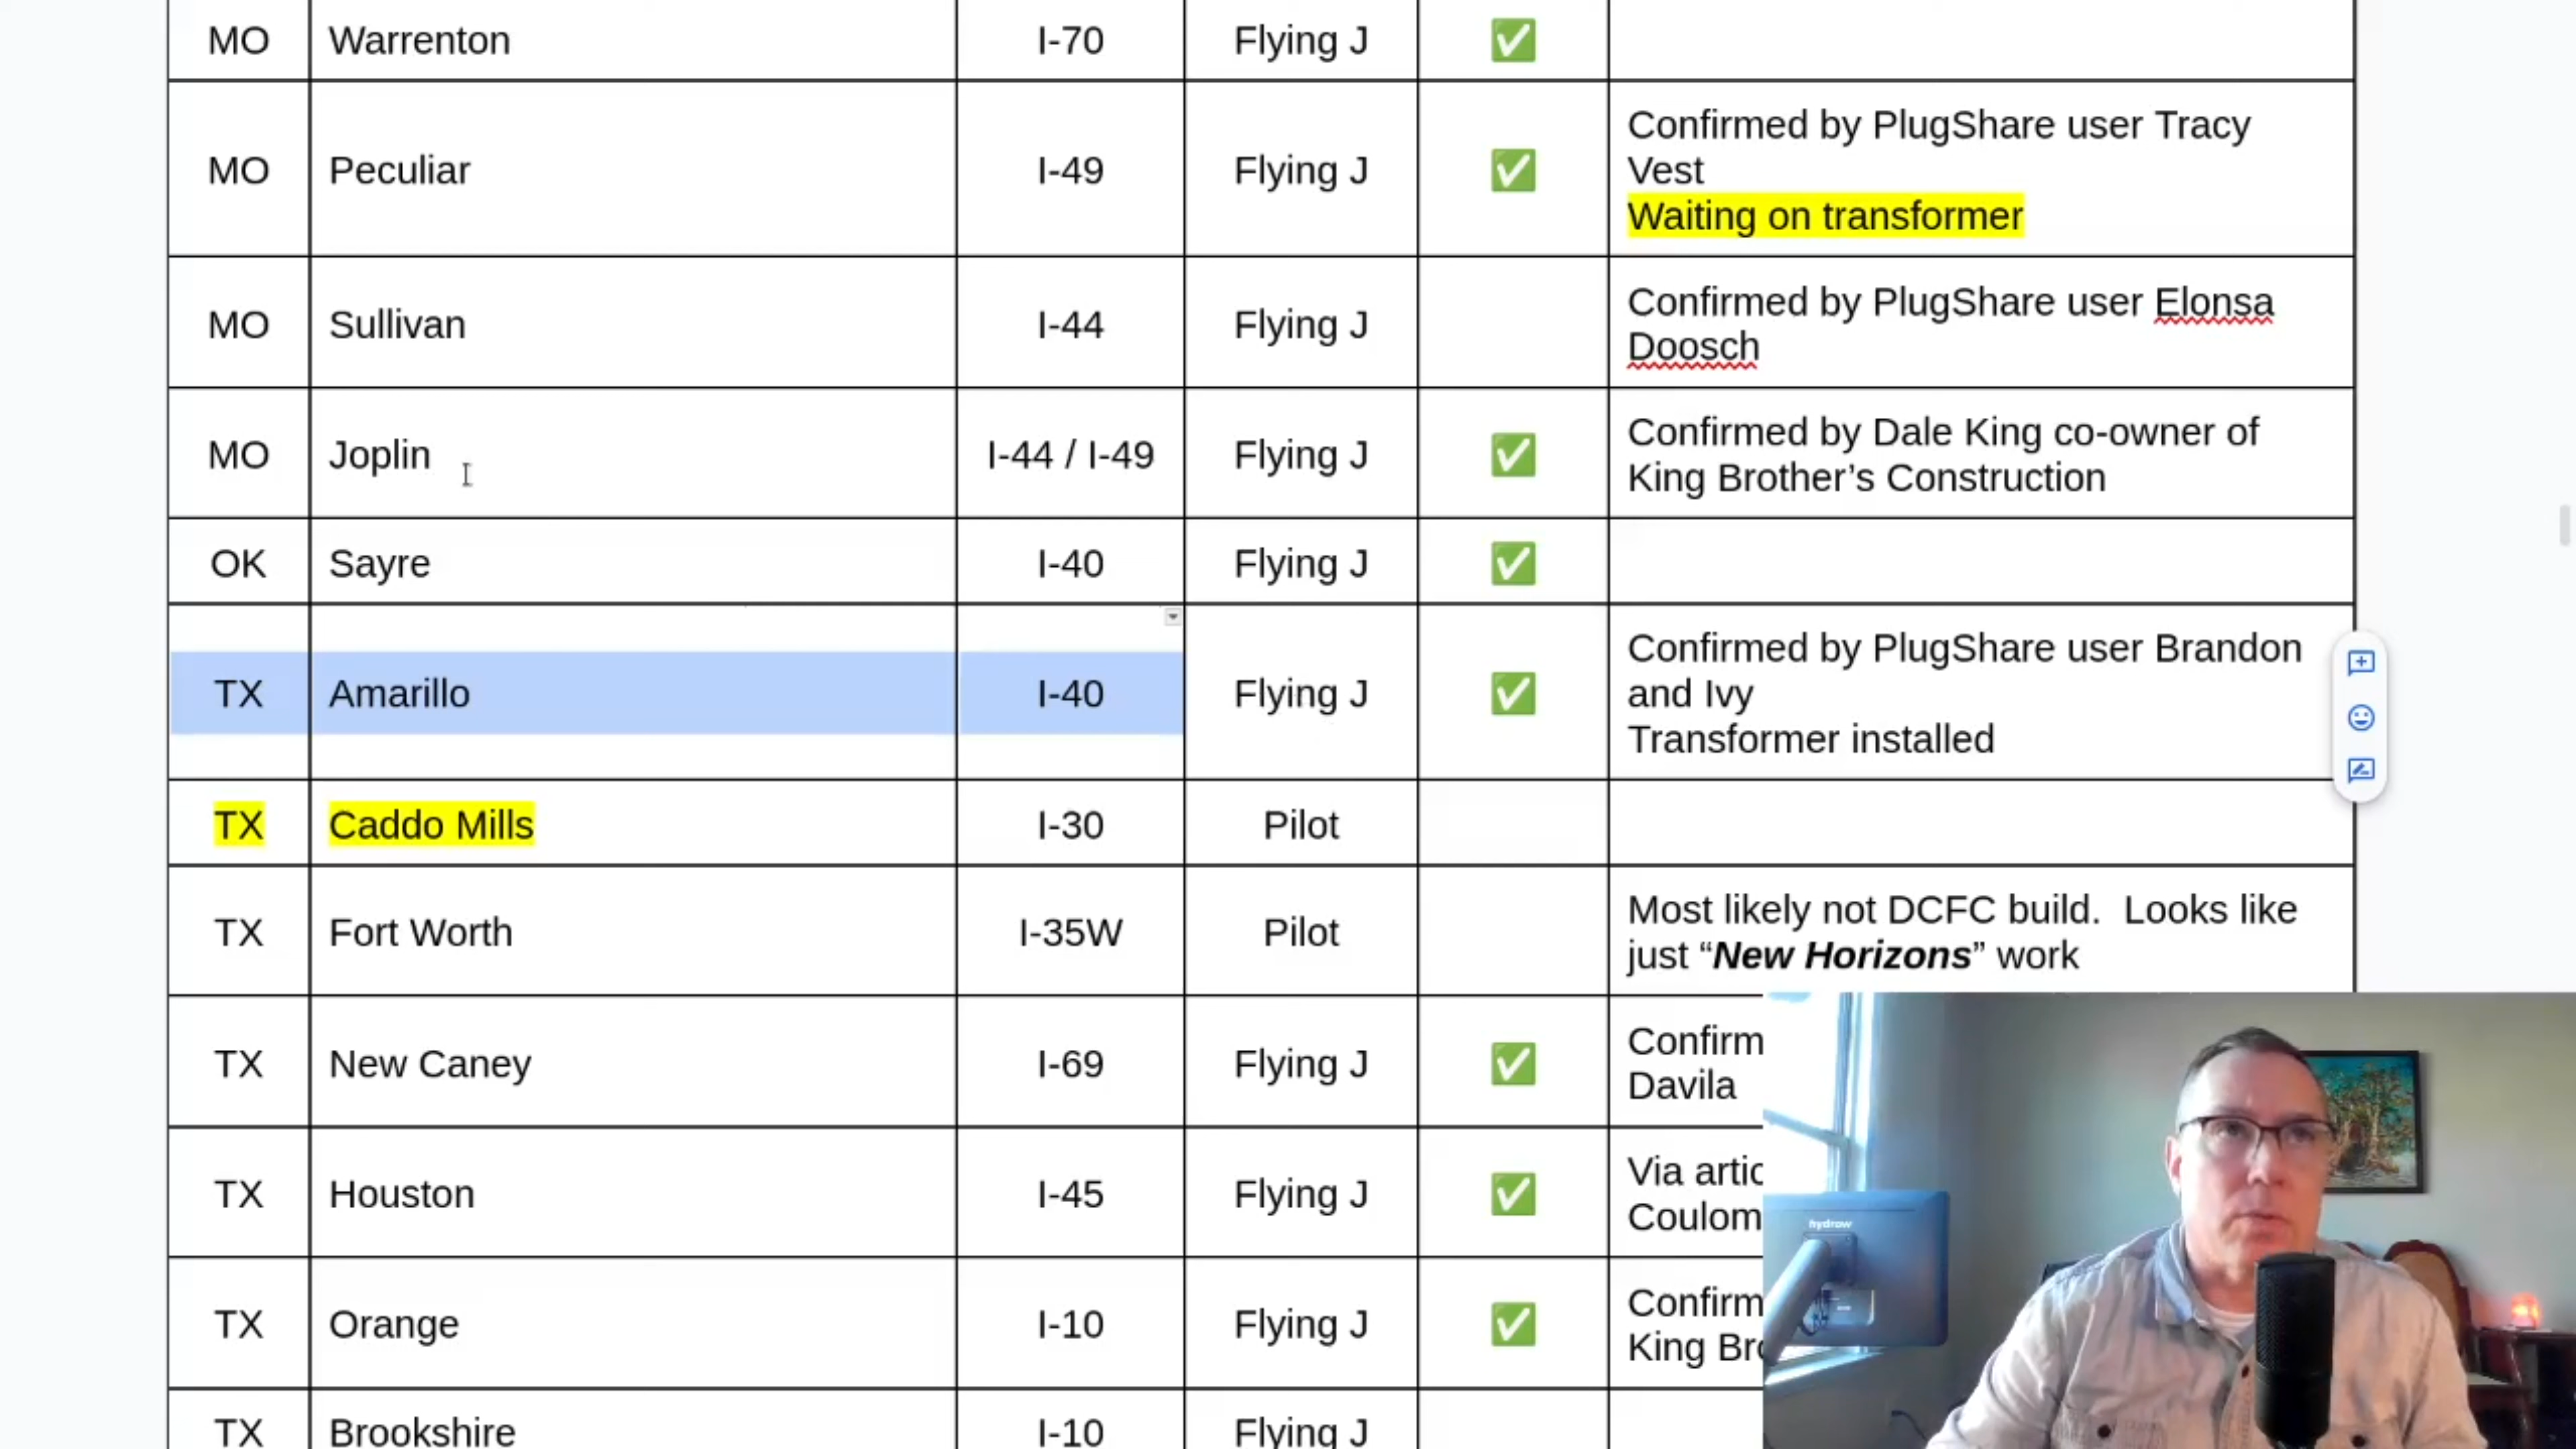 MO Warrenton I-70 Flying J ✅
MO Peculiar I-49 Flying J ✅ Confirmed by PlugShare user Tracy
Vest
Waiting on transformer
MO Sullivan I-44 Flying J Confirmed by PlugShare user Elonsa
Doosch
MO Joplin I-44 / I-49 Flying J ✅ Confirmed by Dale King co-owner of
King Brother’s Construction
OK Sayre I-40 Flying J ✅
TX Amarillo I-40 Flying J ✅ Confirmed by PlugShare user Brandon
and Ivy
Transformer installed
TX Caddo Mills I-30 Pilot
TX Fort Worth I-35W Pilot Most likely not DCFC build. Looks like
just “New Horizons” work
TX New Caney I-69 Flying J ✅ Confirm
Davila
TX Houston I-45 Flying J ✅ Via artic
Coulom
TX Orange I-10 Flying J ✅ Confirm
King Bro
TX Brookshire I-10 Flying J
hydrow